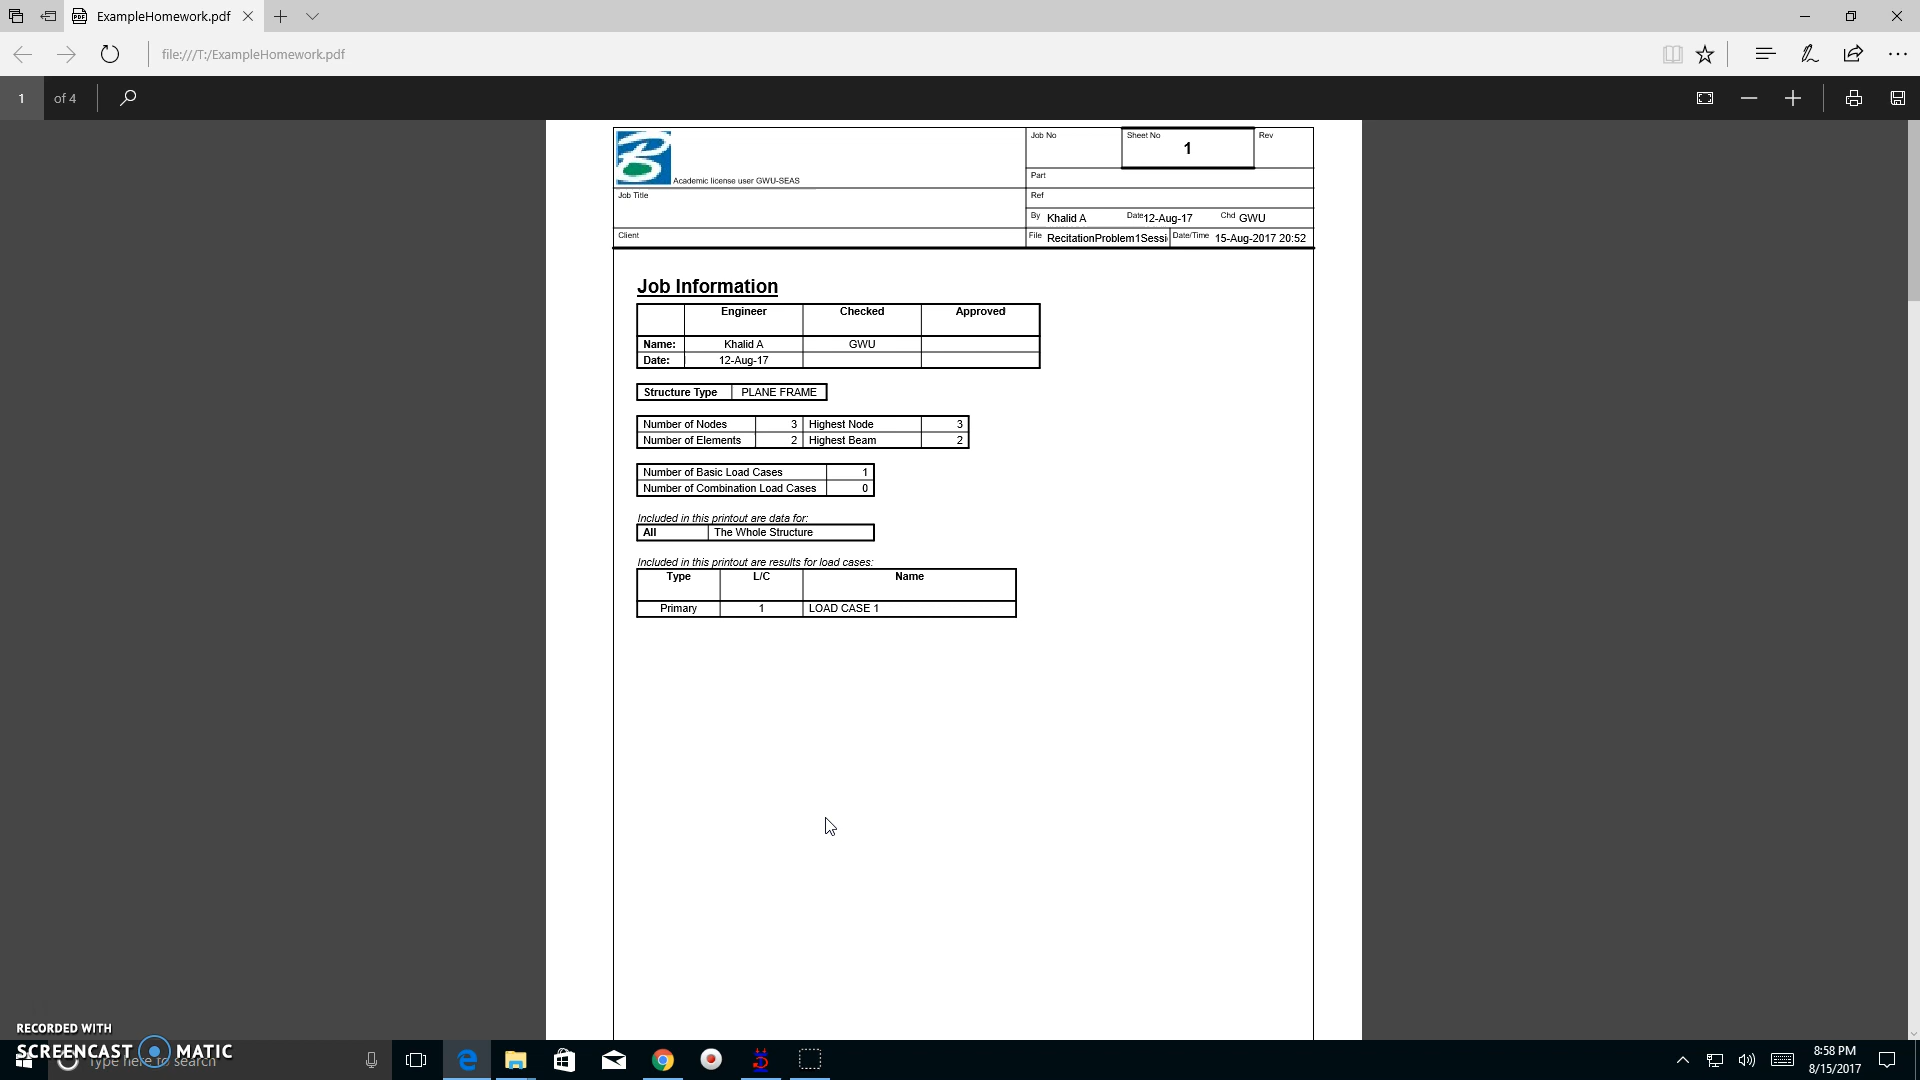 ExampleHomework.pdf
file:///T:/ExampleHomework.pdf
1 of 4
Academic license user GWU-SEAS
Job No
Sheet No
1
Rev
Part
Job Title
Ref
By Khalid A Date 12-Aug-17 Chd GWU
Client
File RecitationProblem1Sessi Date/Time 15-Aug-2017 20:52
Job Information
Engineer Checked Approved
Name: Khalid A GWU
Date: 12-Aug-17
Structure Type PLANE FRAME
Number of Nodes 3 Highest Node 3
Number of Elements 2 Highest Beam 2
Number of Basic Load Cases 1
Number of Combination Load Cases 0
Included in this printout are data for:
All The Whole Structure
Included in this printout are results for load cases:
Type L/C Name
Primary 1 LOAD CASE 1
RECORDED WITH
SCREENCAST MATIC
Type here to search
8:58 PM
8/15/2017